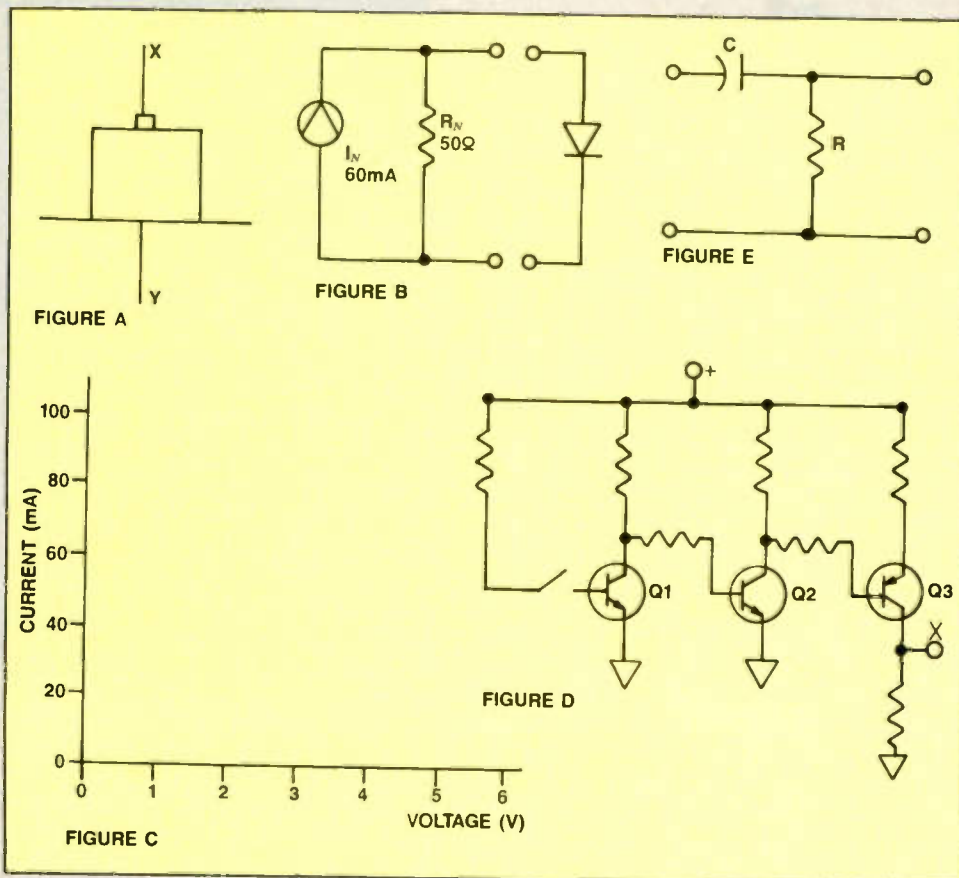 X
Y
FIGURE A
I_N
60mA
R_N
50Ω
FIGURE B
C
R
FIGURE E
CURRENT (mA)
100
80
60
40
20
0
0 1 2 3 4 5 6
VOLTAGE (V)
FIGURE C
+
Q1
Q2
Q3
X
FIGURE D